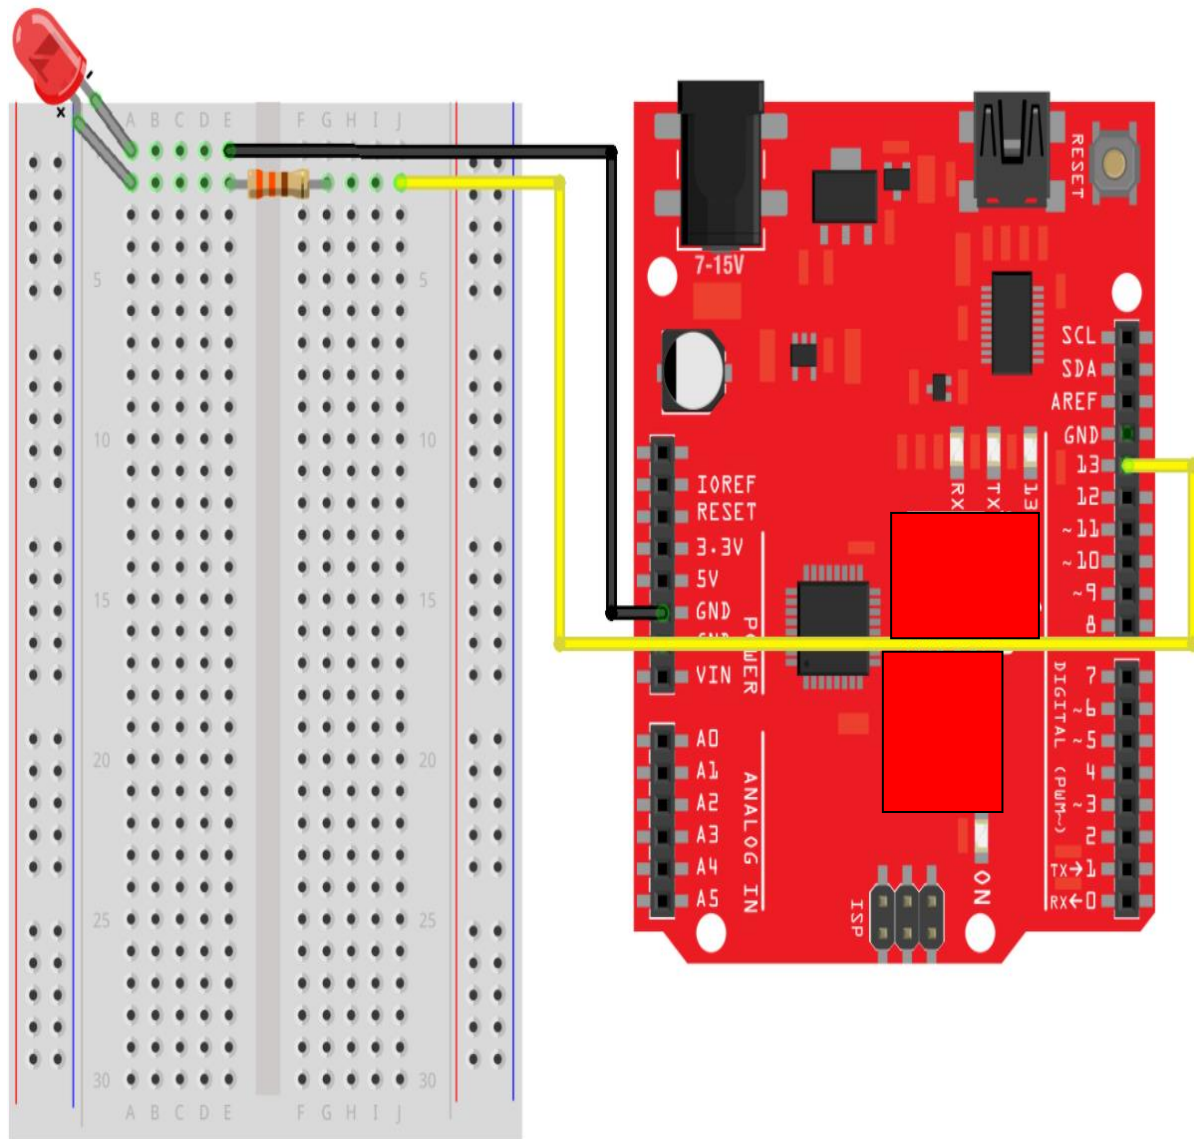 - +
A B C D E F G H I J
5 5
10 10
15 15
20 20
25 25
30 30
A B C D E F G H I J
RESET
7-15V
SCL
SDA
AREF
GND
13
12
~11
~10
~9
8
RX
TX
13
IOREF
RESET
3.3V
5V
GND
GND
VIN
POWER
7
~6
~5
4
~3
2
TX→1
RX←0
DIGITAL (PWM~)
A0
A1
A2
A3
A4
A5
ANALOG IN
ISP
ON